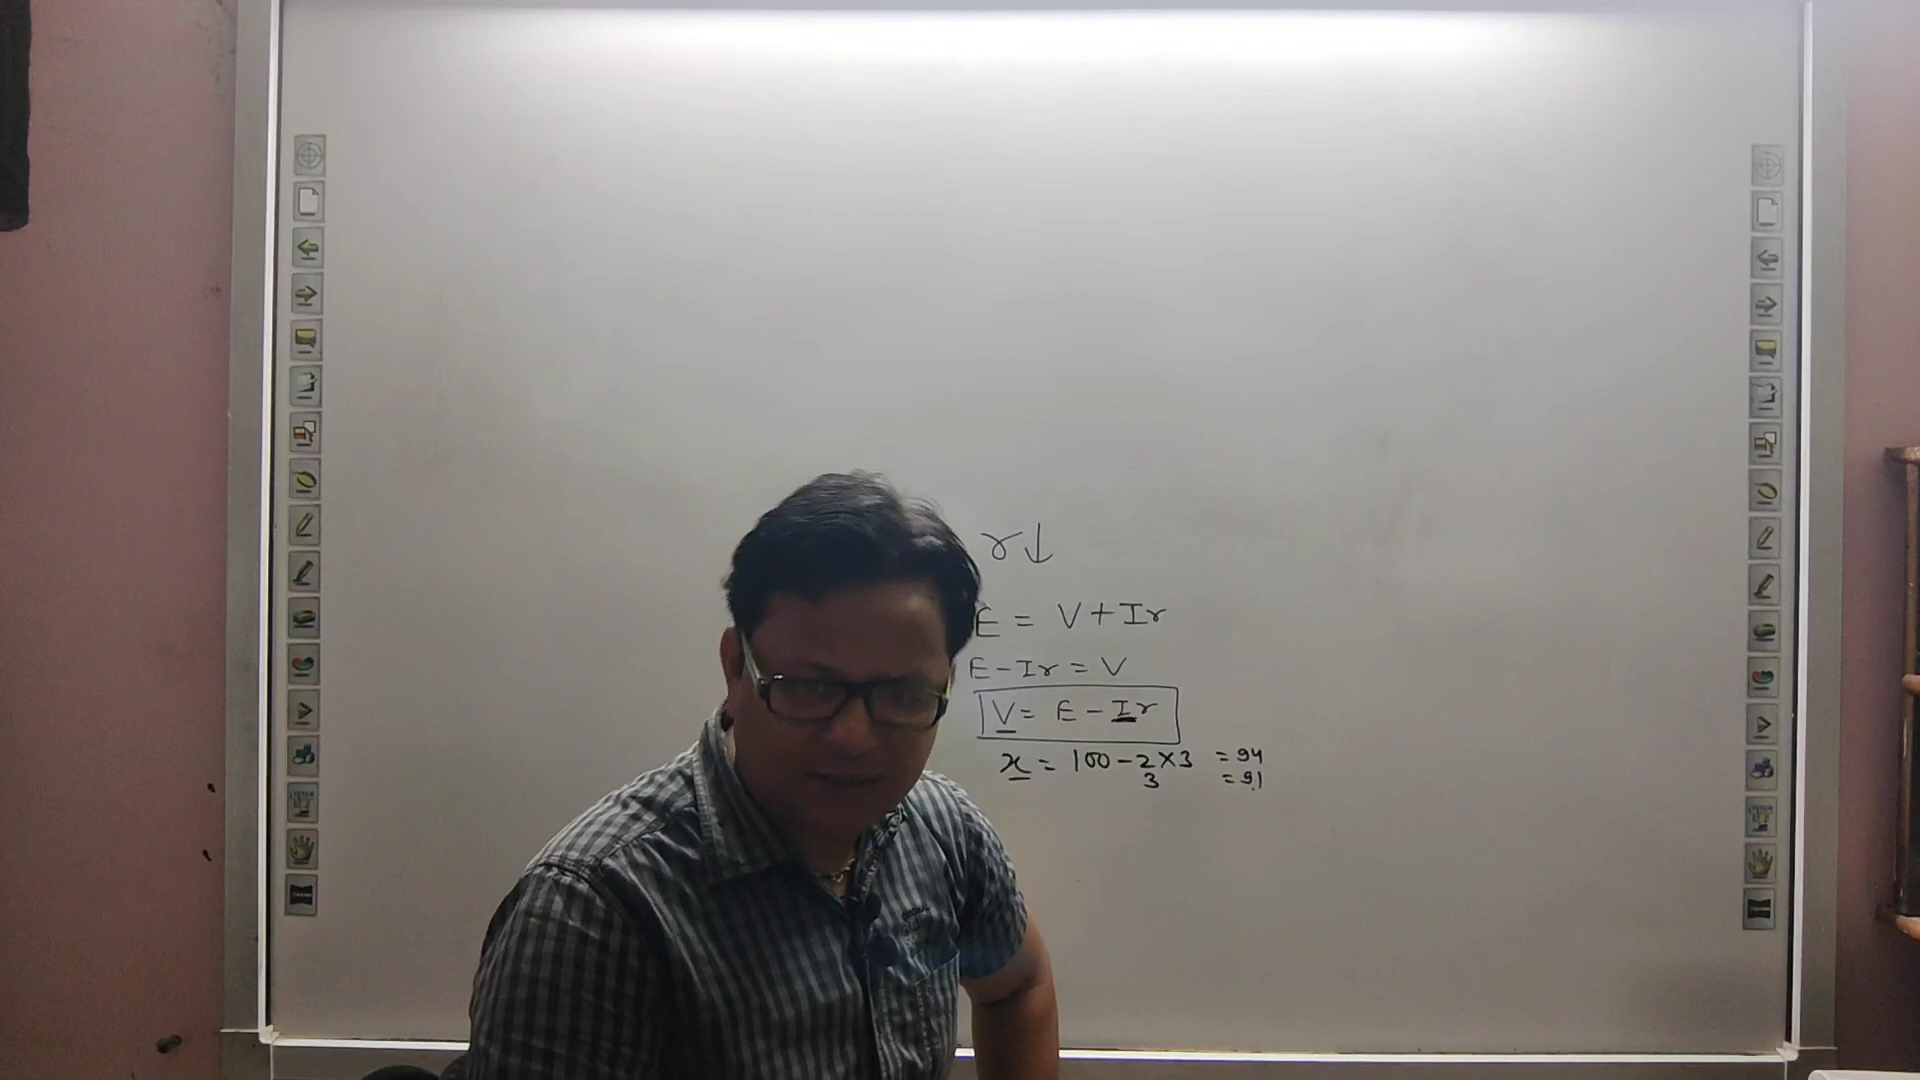 r↓
E = V+Ir
E-Ir = V
V= E-Ir
x = 100-2×3 =94
3 =91